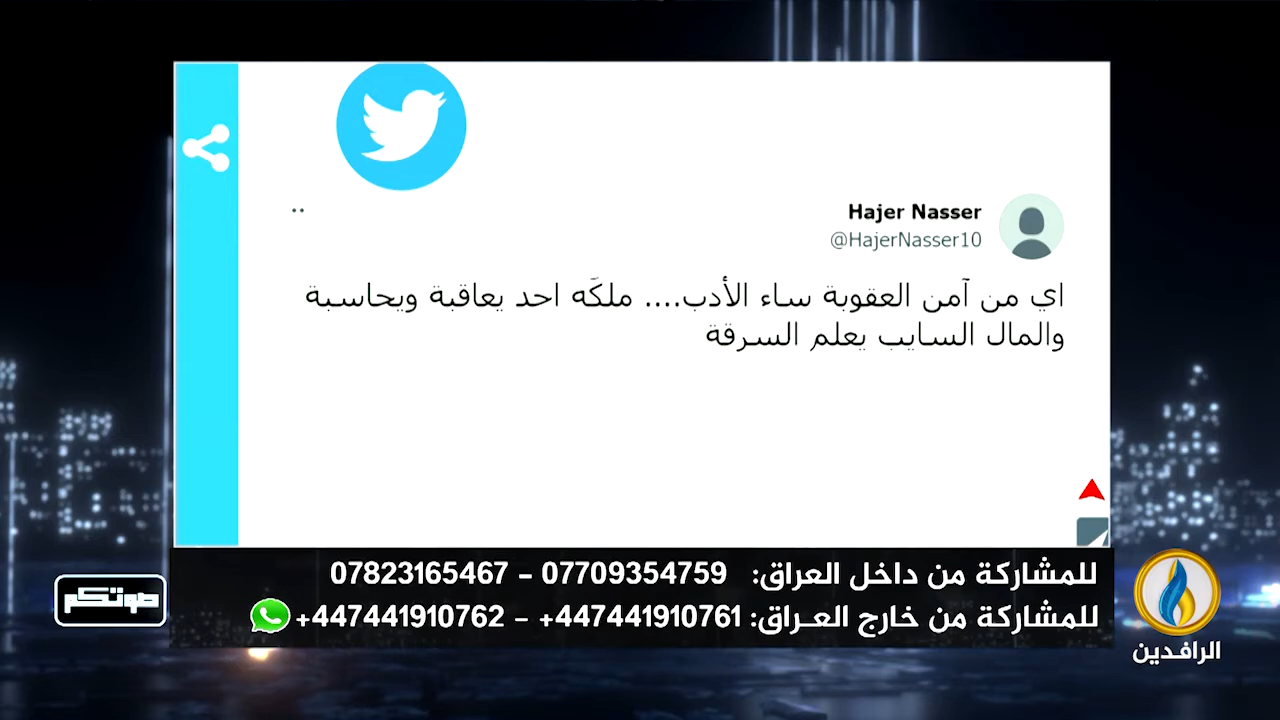 Hajer Nasser
@HajerNasser10
اي من آمن العقوبة ساء الأدب.... ملكَه احد يعاقبة ويحاسبة
والمال السايب يعلم السرقة
للمشاركة من داخل العراق: 07709354759 - 07823165467
للمشاركة من خارج العـراق: 447441910761+ - 447441910762+
صوتكم
الرافدين